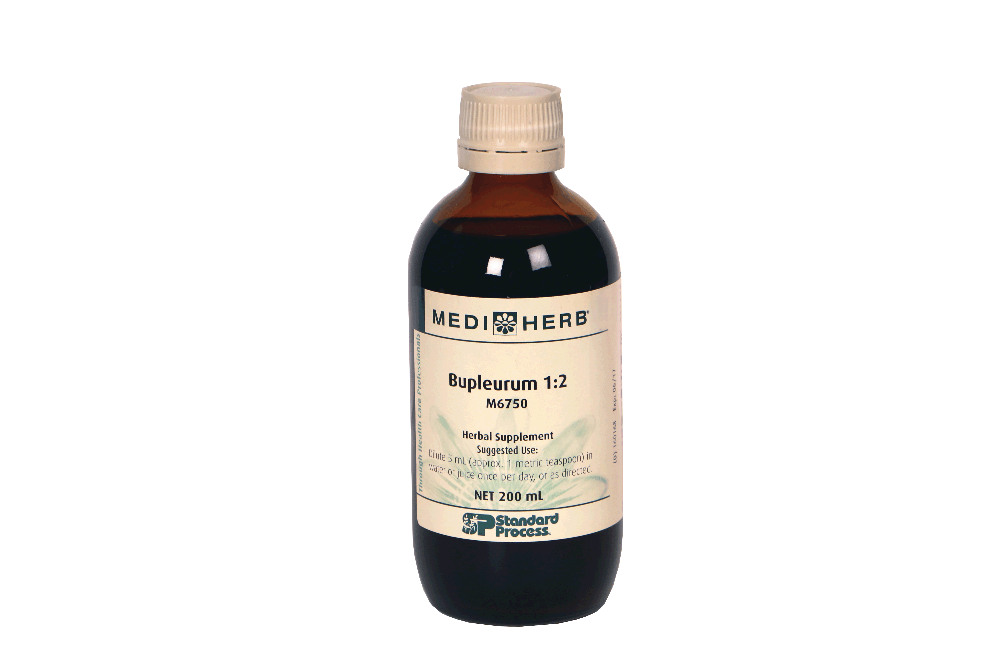 MEDI HERB®
Through Health Care Professionals
Bupleurum 1:2
M6750
Herbal Supplement
Suggested Use:
Dilute 5 mL (approx. 1 metric teaspoon) in
water or juice once per day, or as directed.
NET 200 mL
SP Standard
Process®
(B) 160168 Exp: 06/17